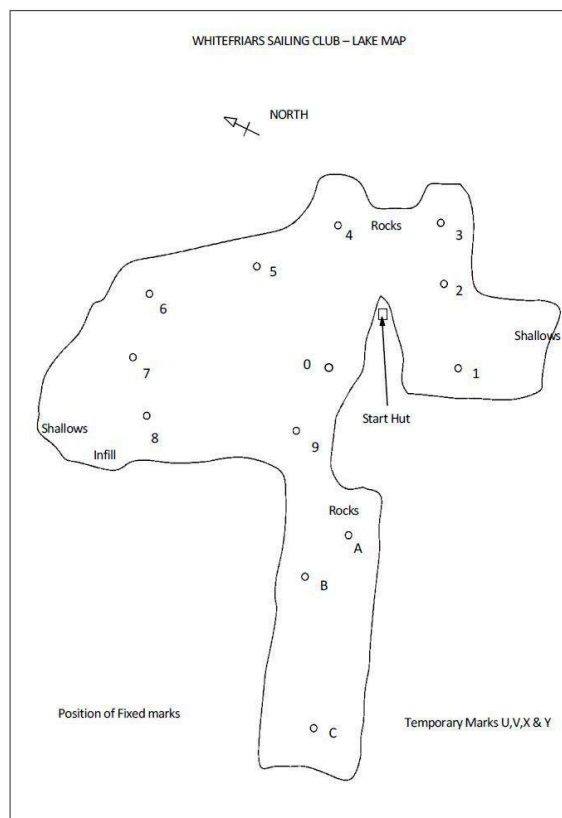 WHITEFRIARS SAILING CLUB – LAKE MAP
NORTH
4
Rocks
3
5
2
6
Shallows
0
1
7
Start Hut
8
Shallows
9
Infill
Rocks
A
B
Position of Fixed marks
Temporary Marks U,V,X & Y
C